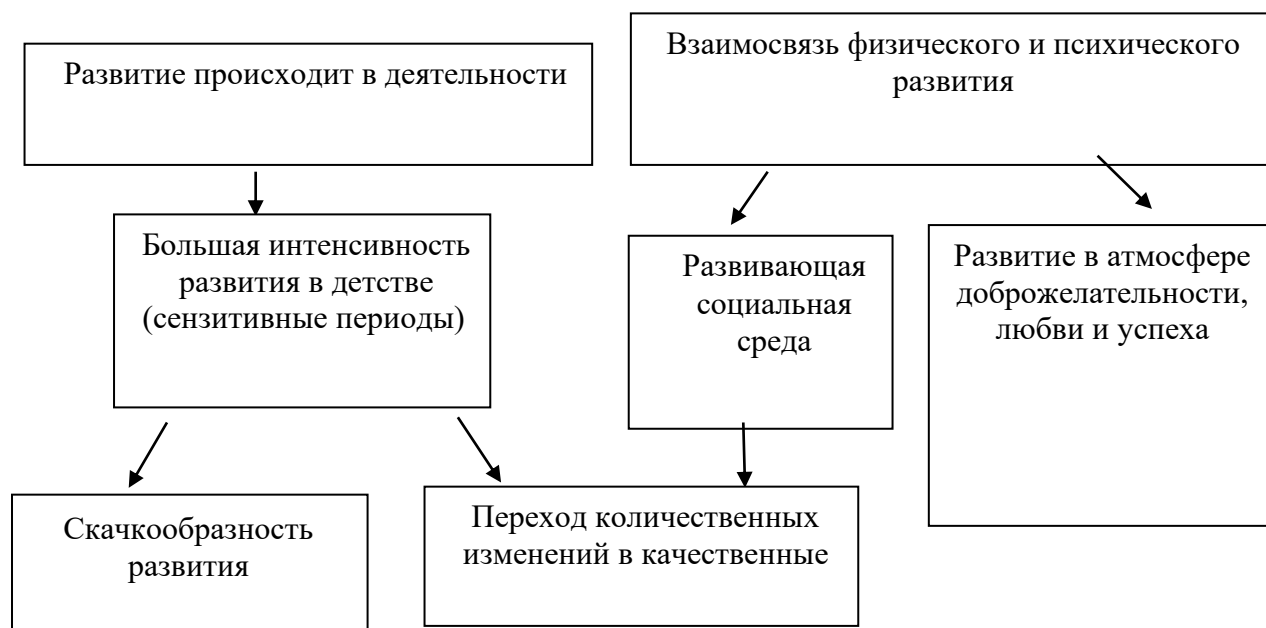 Развитие происходит в деятельности
Взаимосвязь физического и психического
развития
Большая интенсивность
развития в детстве
(сензитивные периоды)
Развивающая
социальная
среда
Развитие в атмосфере
доброжелательности,
любви и успеха
Скачкообразность
развития
Переход количественных
изменений в качественные